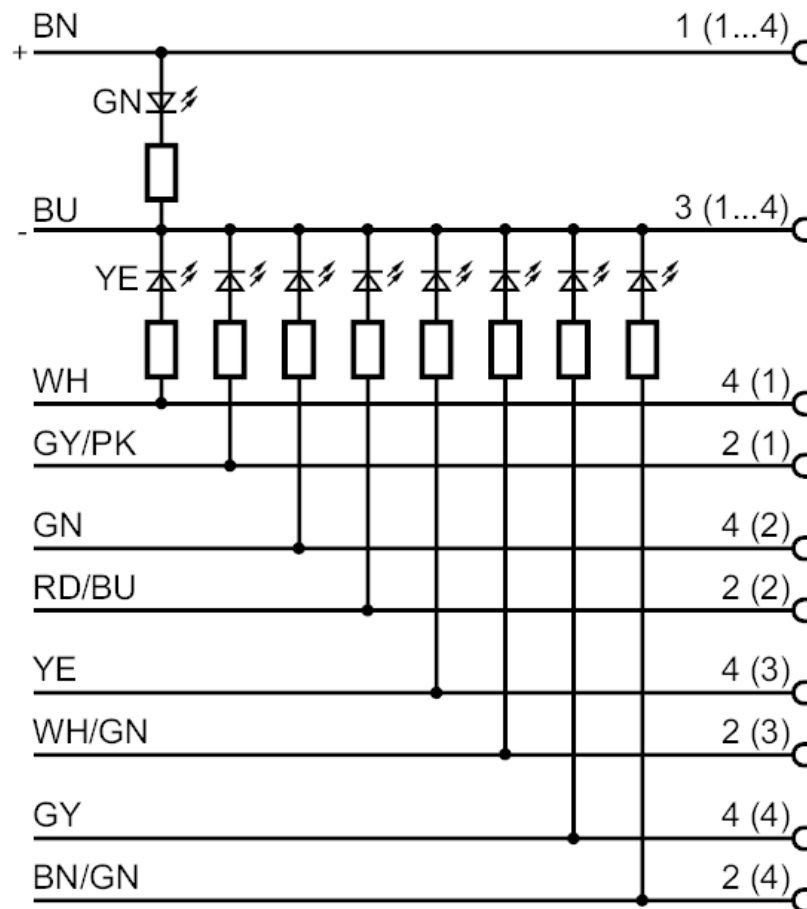 BN 1 (1...4)
+
GN
BU 3 (1...4)
-
YE
WH 4 (1)
GY/PK 2 (1)
GN 4 (2)
RD/BU 2 (2)
YE 4 (3)
WH/GN 2 (3)
GY 4 (4)
BN/GN 2 (4)